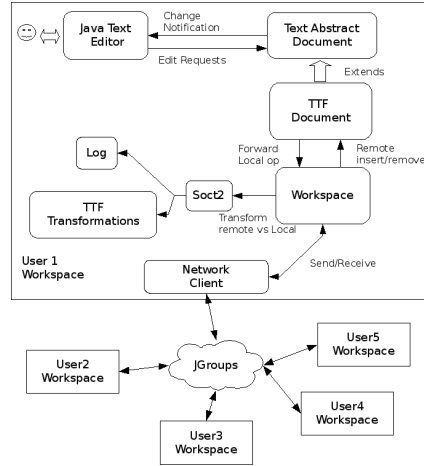 Java Text
Editor
Change
Notification
Edit Requests
Text Abstract
Document
Extends
TTF
Document
Forward
Local op
Remote
insert/remove
Log
Soct2
Workspace
TTF
Transformations
Transform
remote vs Local
User 1
Workspace
Network
Client
Send/Receive
JGroups
User2
Workspace
User5
Workspace
User4
Workspace
User3
Workspace